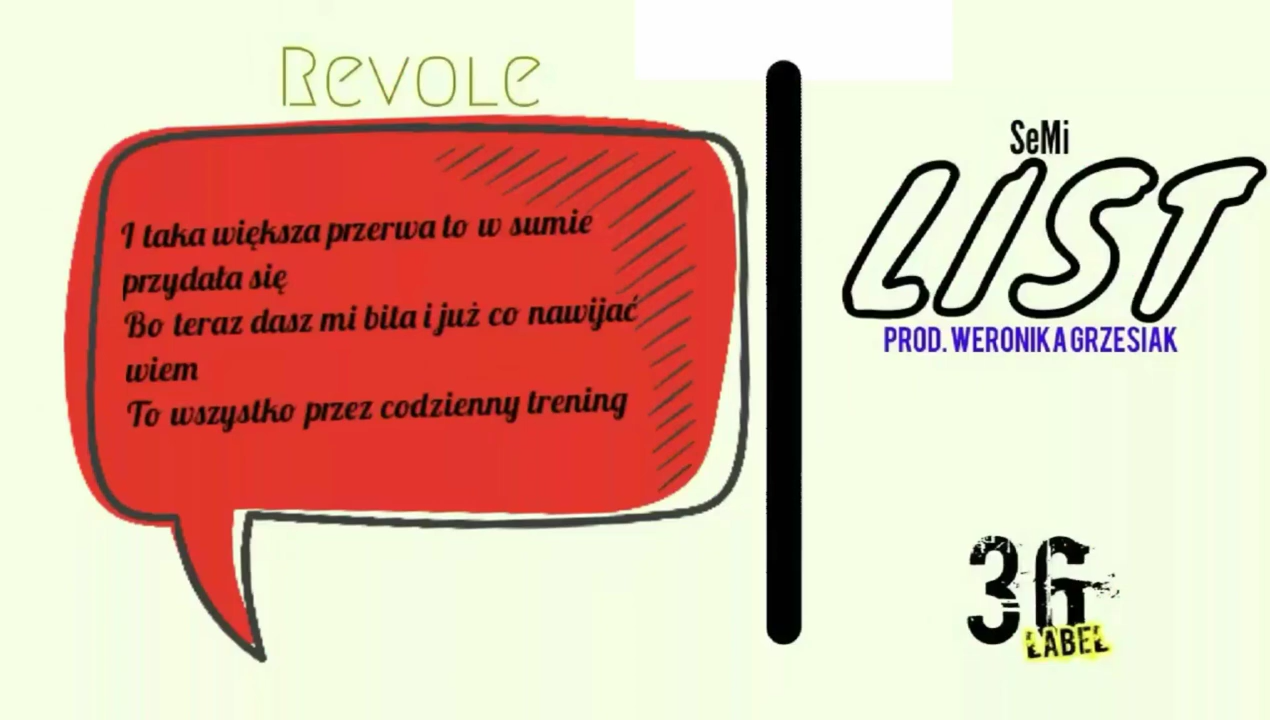 Revole
I taka większa przerwa to w sumie
przydała się
Bo teraz dasz mi bita i już co nawijać
wiem
To wszystko przez codzienny trening
SeMi
LIST
PROD. WERONIKA GRZESIAK
36
LABEL